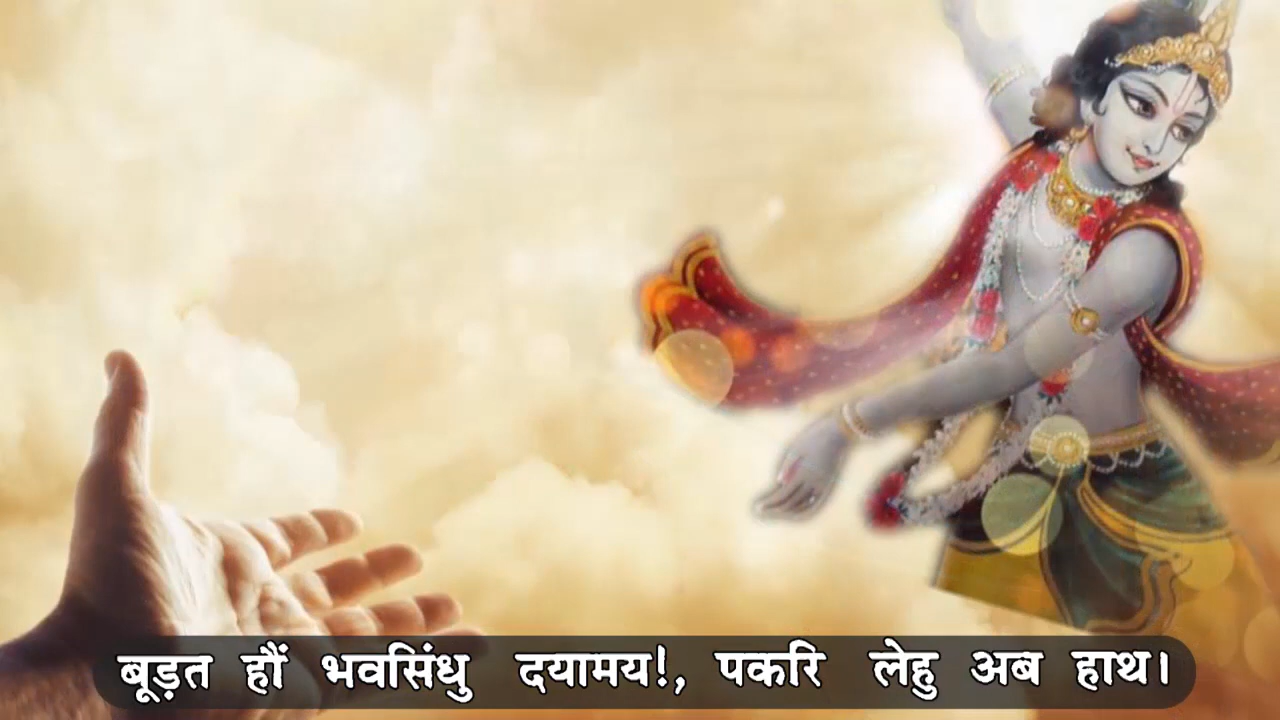 बूड़त हौं भवसिंधु दयामय!, पकरि लेहु अब हाथ।